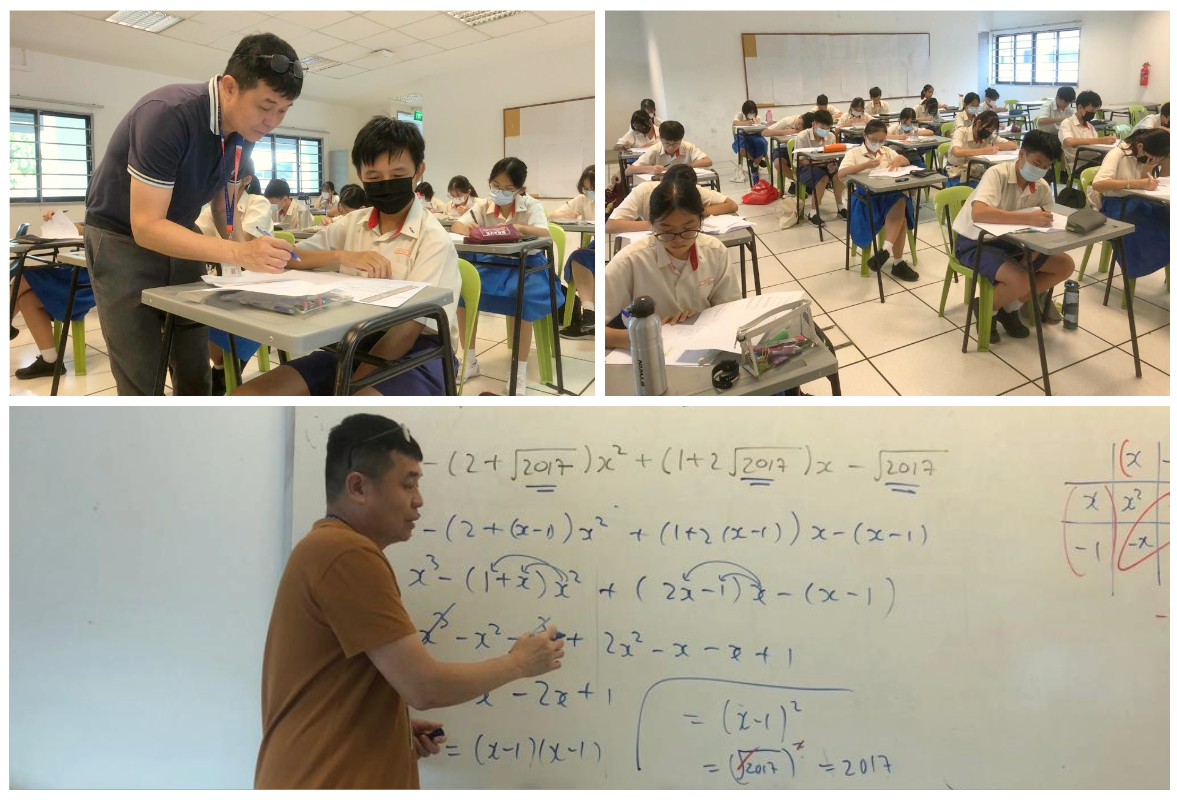 - (2 + √2017)x² + (1 + 2√2017)x - √2017
- (2 + (x-1))x² + (1 + 2(x-1))x - (x-1)
x³ - (1 + x)x² + (2x - 1)x - (x - 1)
x³ - x² - x³ + 2x² - x - x + 1
- 2x + 1
= (x-1)(x-1)
= (x-1)²
= (√2017)² = 2017
x
x x²
-1 -x